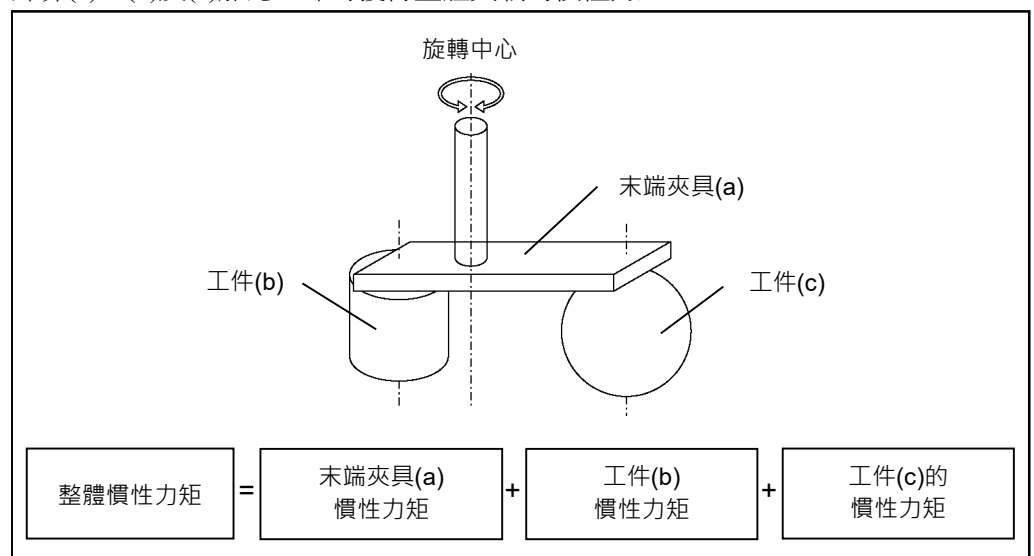 旋轉中心
末端夾具(a)
工件(b)
工件(c)
整體慣性力矩
=
末端夾具(a)
慣性力矩
+
工件(b)
慣性力矩
+
工件(c)的
慣性力矩